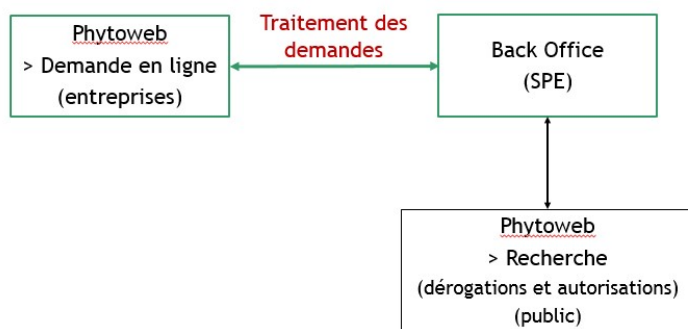 Phytoweb
> Demande en ligne
(entreprises)
Traitement des
demandes
Back Office
(SPE)
Phytoweb
> Recherche
(dérogations et autorisations)
(public)